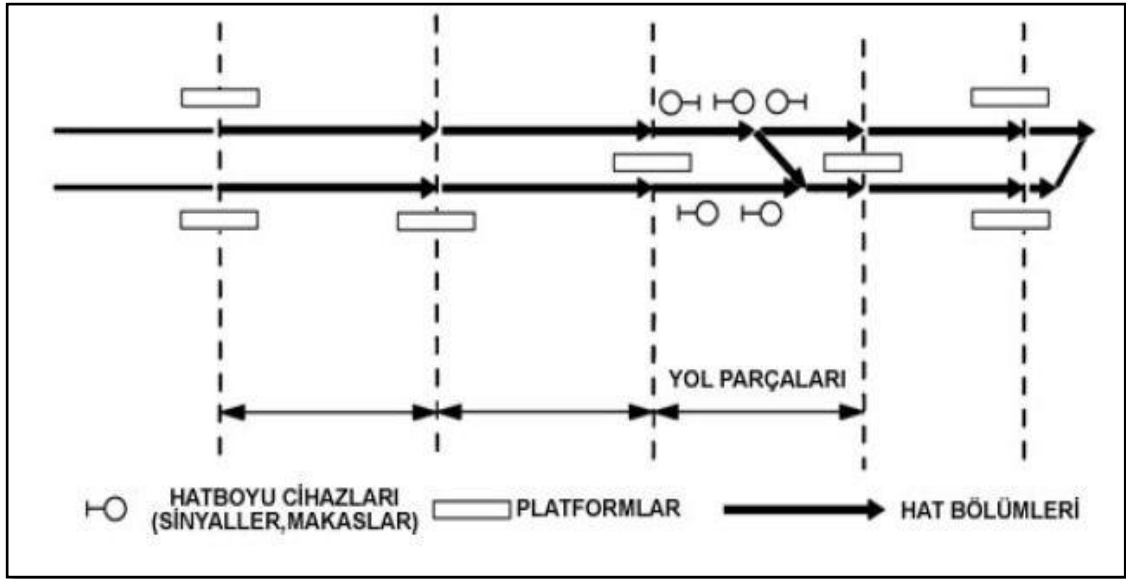 YOL PARÇALARI
HATBOYU CİHAZLARI
(SİNYALLER,MAKASLAR)
PLATFORMLAR
HAT BÖLÜMLERİ